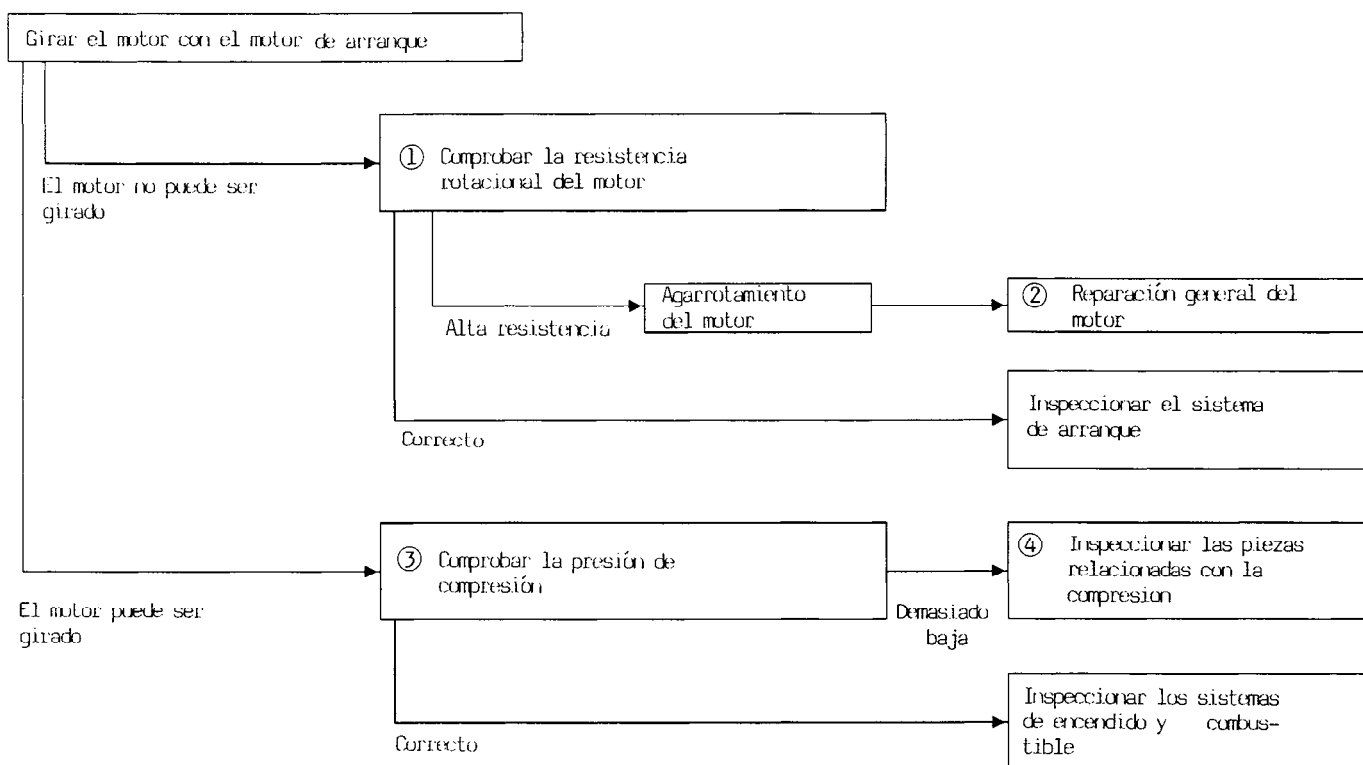 Girar el motor con el motor de arranque
① Comprobar la resistencia
rotacional del motor
El motor no puede ser
girado
Agarrotamiento
del motor
② Reparación general del
motor
Alta resistencia
Inspeccionar el sistema
de arranque
Correcto
③ Comprobar la presión de
compresión
④ Inspeccionar las piezas
relacionadas con la
compresion
El motor puede ser
girado
Demasiado
baja
Inspeccionar los sistemas
de encendido y combus-
tible
Correcto